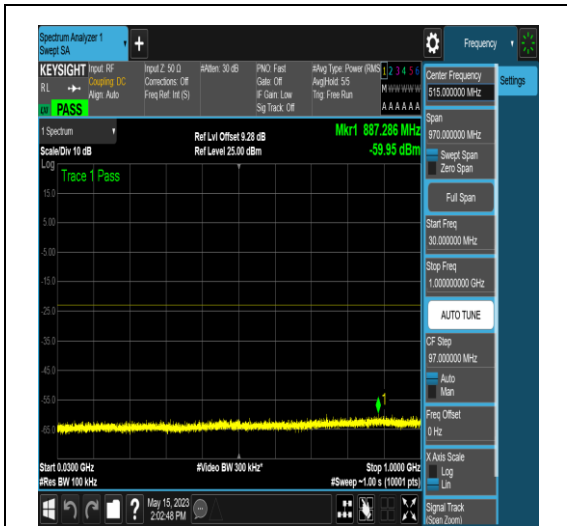 Spectrum Analyzer 1
Swept SA
+
Frequency
KEYSIGHT
RL
PASS
Input: RF
Coupling: DC
Align: Auto
Input Z: 50 Ω
Corrections: Off
Freq Ref: Int (S)
#Atten: 30 dB
PNO: Fast
Gate: Off
IF Gain: Low
Sig Track: Off
#Avg Type: Power (RMS
Avg|Hold: 5/5
Trig: Free Run
1 2 3 4 5 6
M W W W W W
A A A A A A
Center Frequency
515.000000 MHz
Settings
Span
970.000000 MHz
Swept Span
Zero Span
Full Span
Start Freq
30.000000 MHz
Stop Freq
1.000000000 GHz
AUTO TUNE
CF Step
97.000000 MHz
Auto
Man
Freq Offset
0 Hz
X Axis Scale
Log
Lin
Signal Track
(Span Zoom)
1 Spectrum
Scale/Div 10 dB
Ref Lvl Offset 9.28 dB
Ref Level 25.00 dBm
Mkr1 887.286 MHz
-59.95 dBm
Log
Trace 1 Pass
15.0
5.00
-5.00
-15.0
-25.0
-35.0
-45.0
-55.0
-65.0
1
Start 0.0300 GHz
#Res BW 100 kHz
#Video BW 300 kHz*
Stop 1.0000 GHz
#Sweep ~1.00 s (10001 pts)
?
May 15, 2023
2:02:48 PM